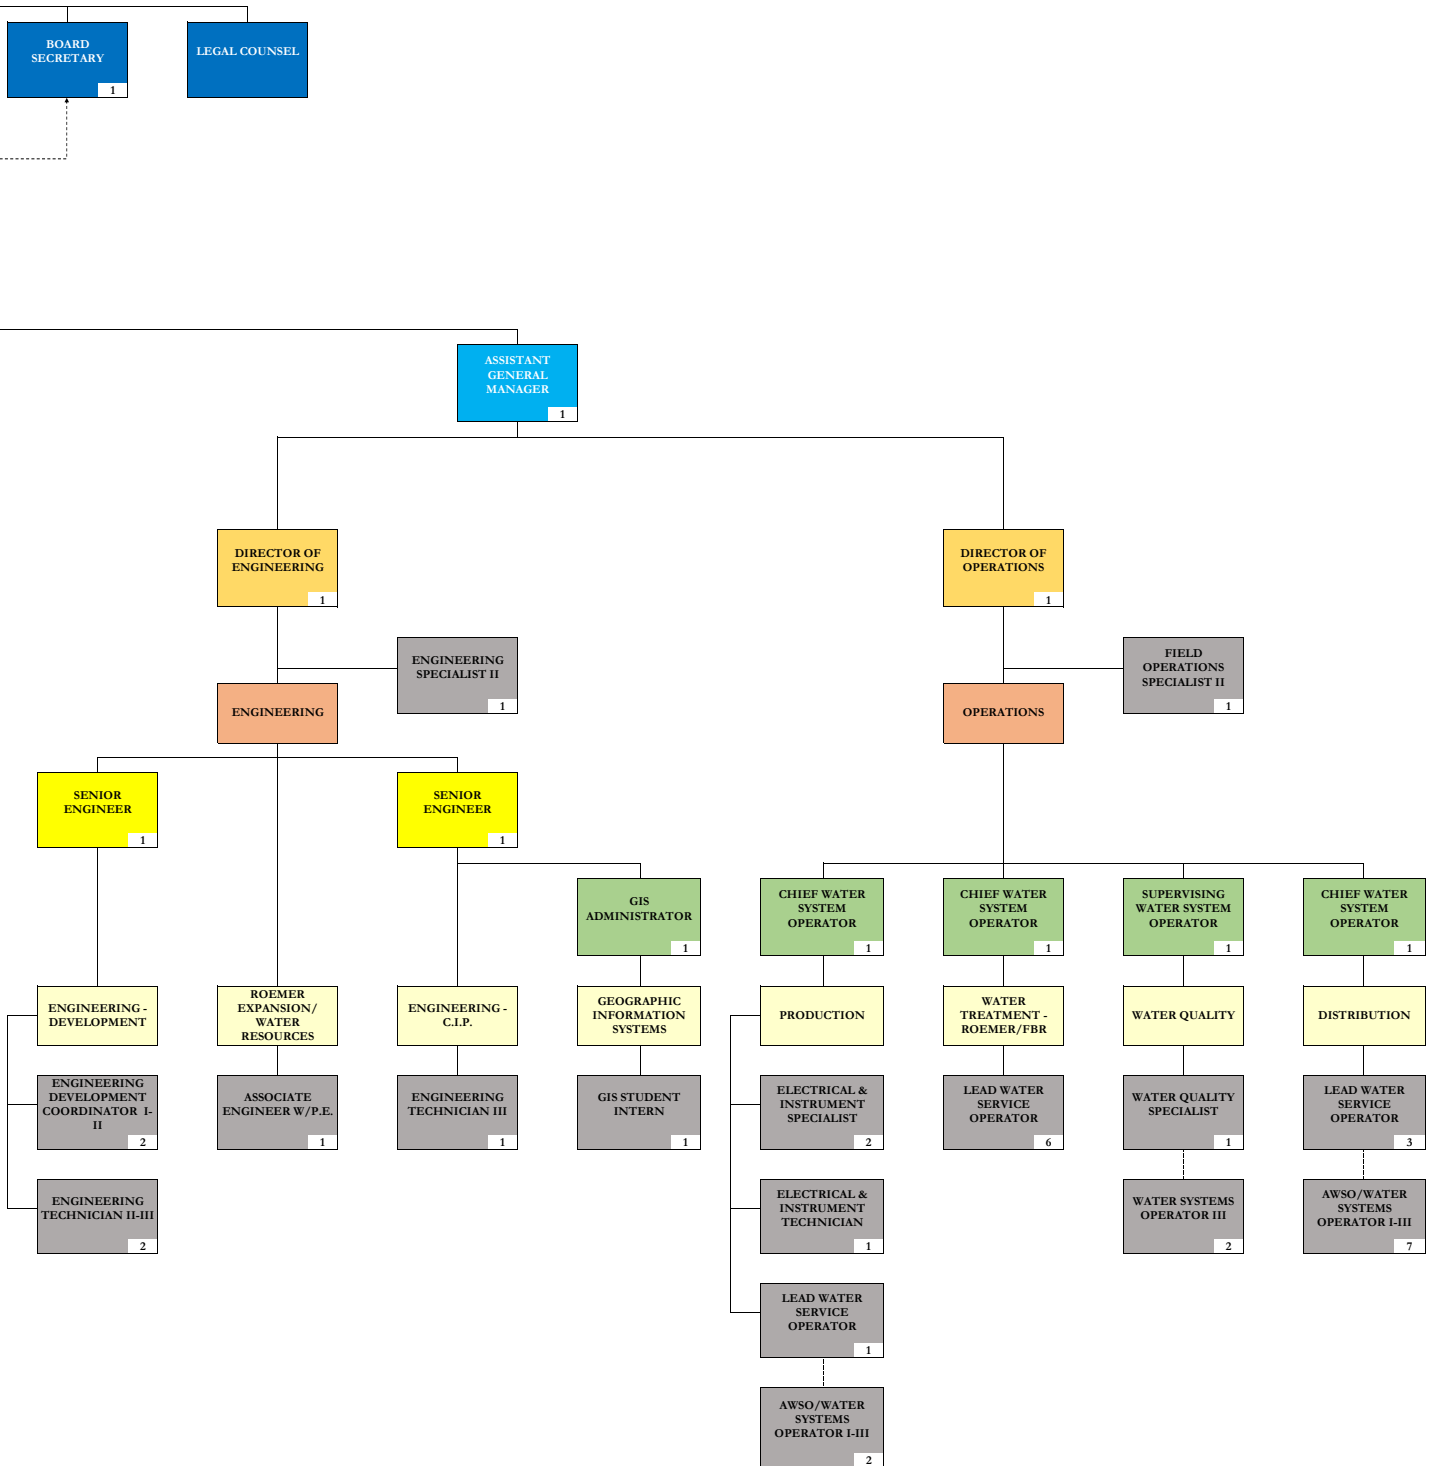 BOARD
SECRETARY
1
LEGAL COUNSEL
ASSISTANT
GENERAL
MANAGER
1
DIRECTOR OF
ENGINEERING
1
DIRECTOR OF
OPERATIONS
1
ENGINEERING
SPECIALIST II
1
FIELD
OPERATIONS
SPECIALIST II
1
ENGINEERING
OPERATIONS
SENIOR
ENGINEER
1
SENIOR
ENGINEER
1
GIS
ADMINISTRATOR
1
CHIEF WATER
SYSTEM
OPERATOR
1
CHIEF WATER
SYSTEM
OPERATOR
1
SUPERVISING
WATER SYSTEM
OPERATOR
1
CHIEF WATER
SYSTEM
OPERATOR
1
ENGINEERING -
DEVELOPMENT
ROEMER
EXPANSION/
WATER
RESOURCES
ENGINEERING -
C.I.P.
GEOGRAPHIC
INFORMATION
SYSTEMS
PRODUCTION
WATER
TREATMENT -
ROEMER/FBR
WATER QUALITY
DISTRIBUTION
ENGINEERING
DEVELOPMENT
COORDINATOR I-
II
2
ASSOCIATE
ENGINEER W/P.E.
1
ENGINEERING
TECHNICIAN III
1
GIS STUDENT
INTERN
1
ELECTRICAL &
INSTRUMENT
SPECIALIST
2
LEAD WATER
SERVICE
OPERATOR
6
WATER QUALITY
SPECIALIST
1
LEAD WATER
SERVICE
OPERATOR
3
ENGINEERING
TECHNICIAN II-III
2
ELECTRICAL &
INSTRUMENT
TECHNICIAN
1
WATER SYSTEMS
OPERATOR III
2
AWSO/WATER
SYSTEMS
OPERATOR I-III
7
LEAD WATER
SERVICE
OPERATOR
1
AWSO/WATER
SYSTEMS
OPERATOR I-III
2